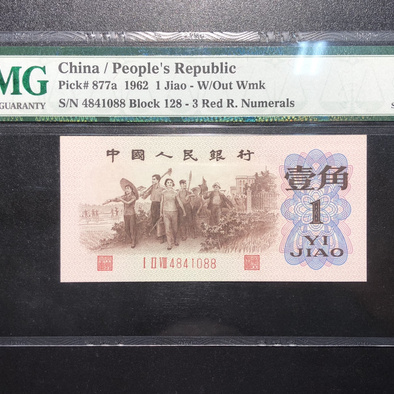 MG
GUARANTY
China / People's Republic
Pick# 877a 1962 1 Jiao - W/Out Wmk
S/N 4841088 Block 128 - 3 Red R. Numerals
S
中國人民銀行
壹角
1
YI
JIAO
I II VIII 4841088